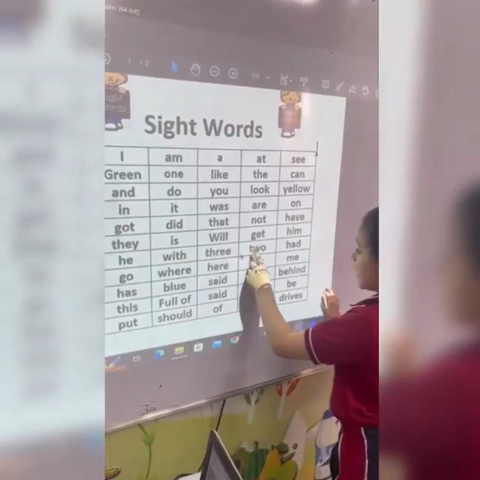 Sight Words
I am a at see
Green one like the can
and do you look yellow
in it was are on
got did that not have
they is Will get him
he with three two had
go where here me
has blue said behind
this Full of said be
put should of drives